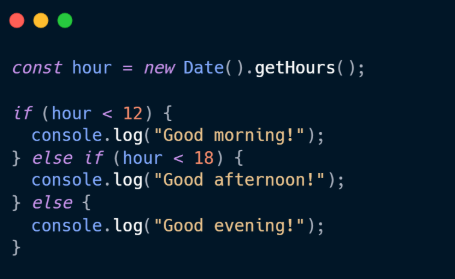 const hour = new Date().getHours();

if (hour < 12) {
  console.log("Good morning!");
} else if (hour < 18) {
  console.log("Good afternoon!");
} else {
  console.log("Good evening!");
}